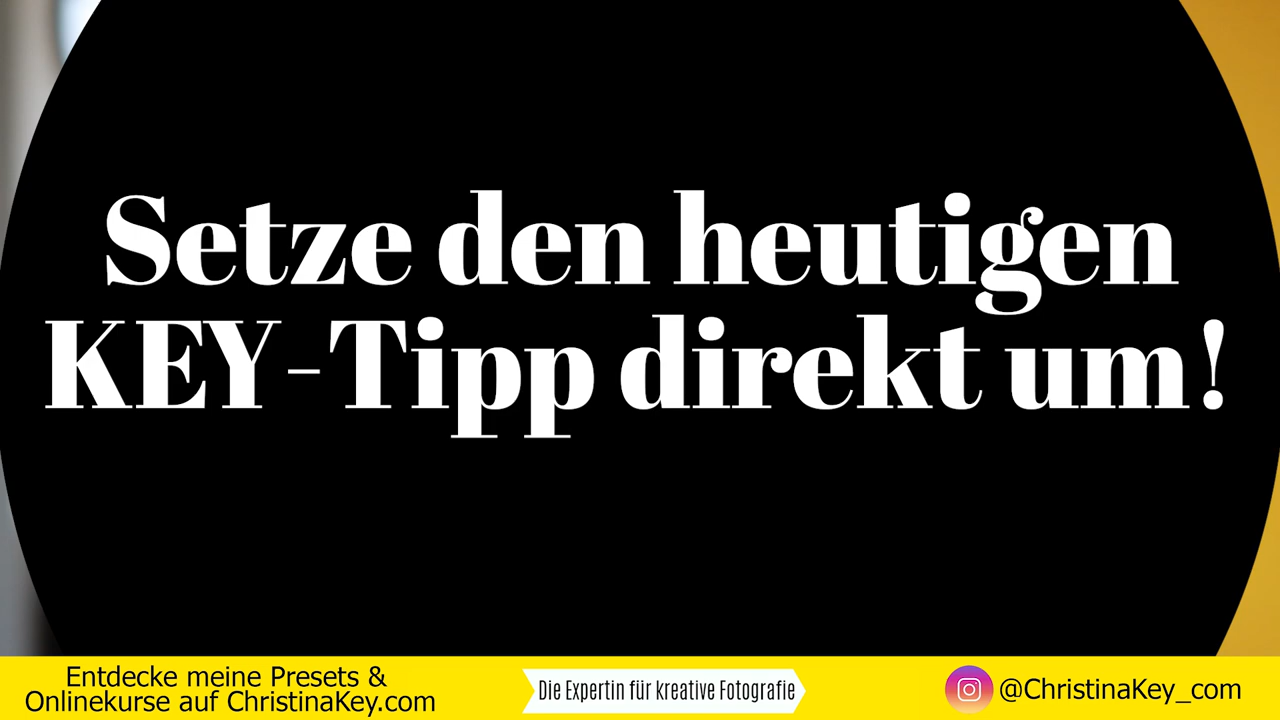 Setze den heutigen
KEY-Tipp direkt um!
Entdecke meine Presets &
Onlinekurse auf ChristinaKey.com
Die Expertin für kreative Fotografie
@ChristinaKey_com